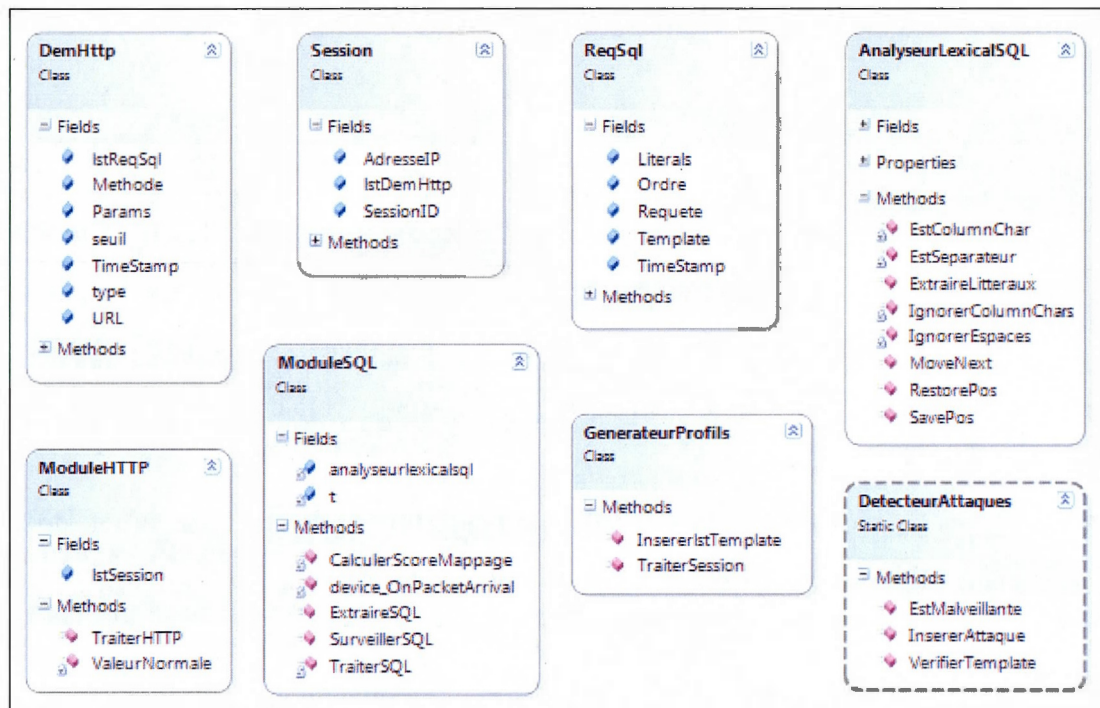 DemHttp
Class
Fields
lstReqSql
Methode
Params
seuil
TimeStamp
type
URL
Methods
Session
Class
Fields
AdresseIP
lstDemHttp
SessionID
Methods
ReqSql
Class
Fields
Literals
Ordre
Requete
Template
TimeStamp
Methods
AnalyseurLexicalSQL
Class
Fields
Properties
Methods
EstColumnChar
EstSeparateur
ExtraireLitteraux
IgnorerColumnChars
IgnorerEspaces
MoveNext
RestorePos
SavePos
ModuleHTTP
Class
Fields
lstSession
Methods
TraiterHTTP
ValeurNormale
ModuleSQL
Class
Fields
analyseurlexicalsql
t
Methods
CalculerScoreMappage
device_OnPacketArrival
ExtraireSQL
SurveillerSQL
TraiterSQL
GenerateurProfils
Class
Methods
InsererlstTemplate
TraiterSession
DetecteurAttaques
Static Class
Methods
EstMalveillante
InsererAttaque
VerifierTemplate